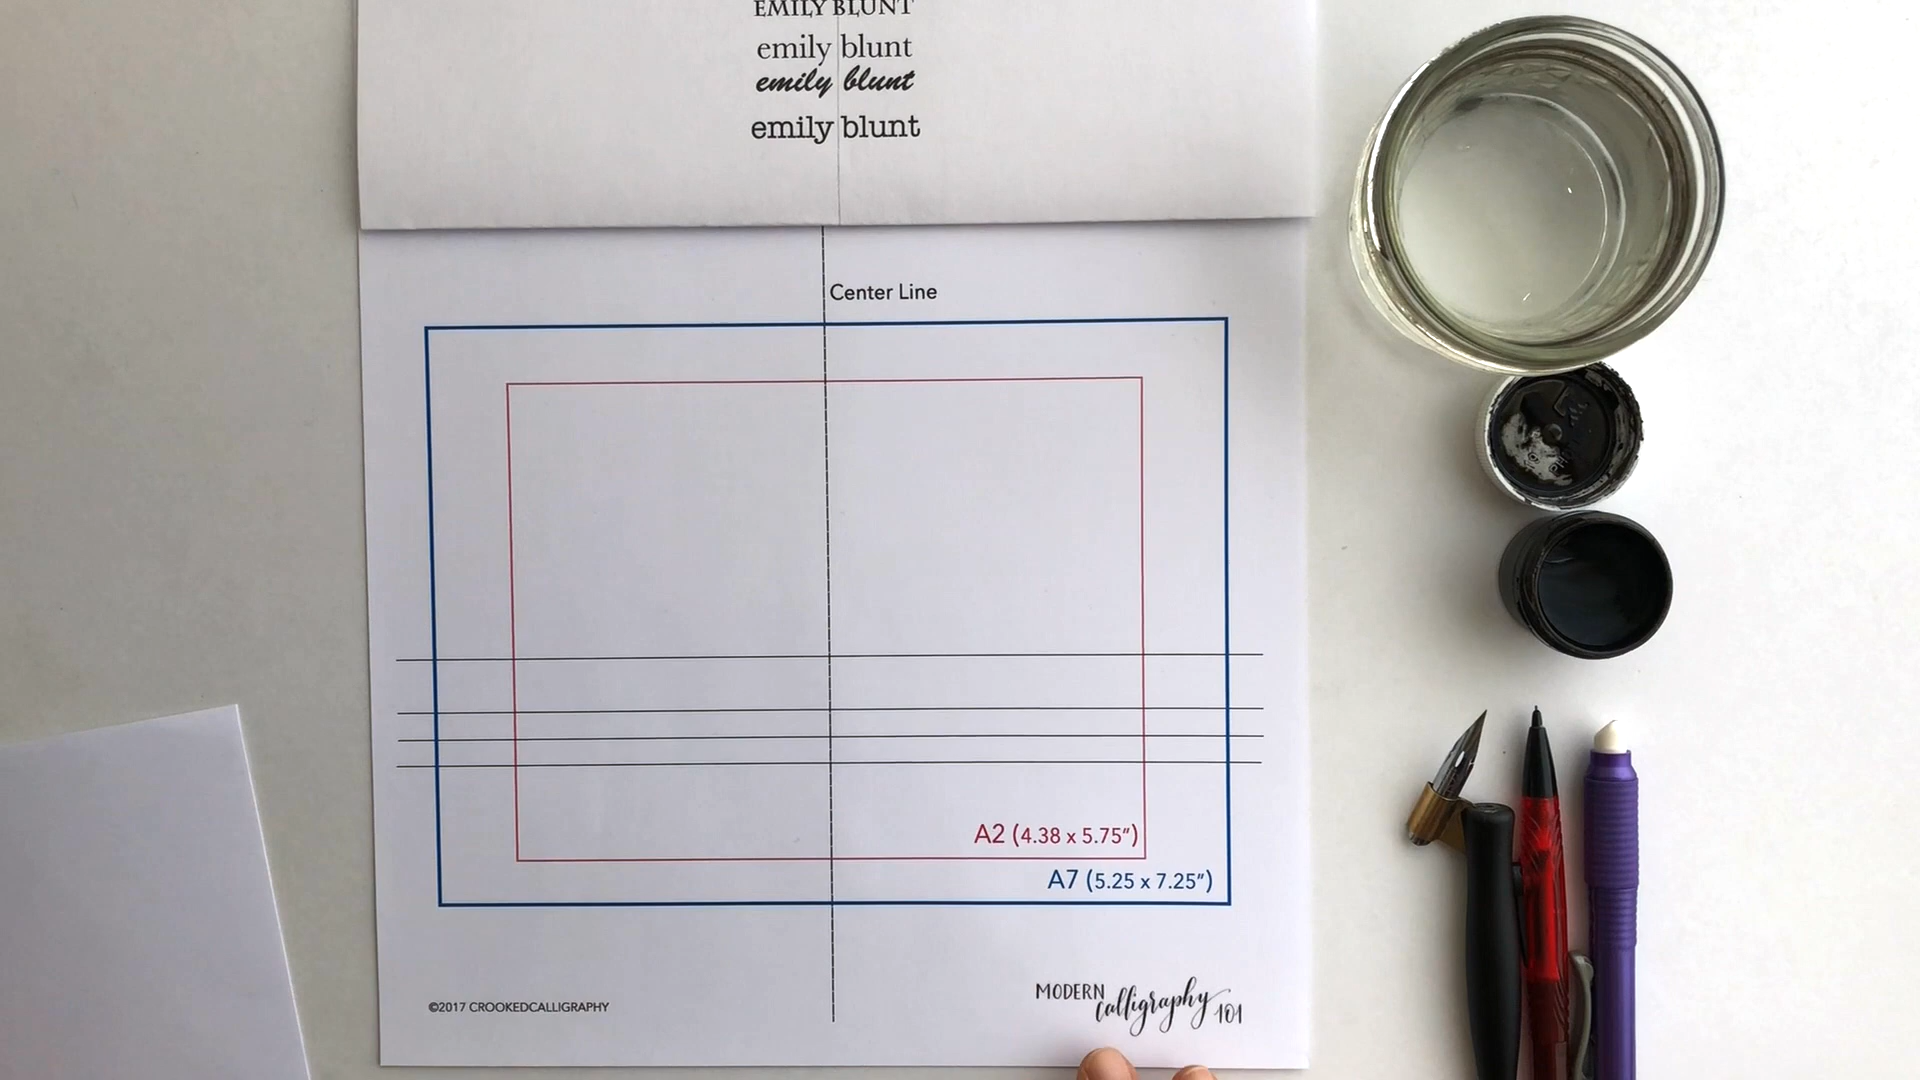 EMILY BLUNT
emily blunt
emily blunt
emily blunt
Center Line
A2 (4.38 x 5.75")
A7 (5.25 x 7.25")
©2017 CROOKEDCALLIGRAPHY
MODERN calligraphy 101